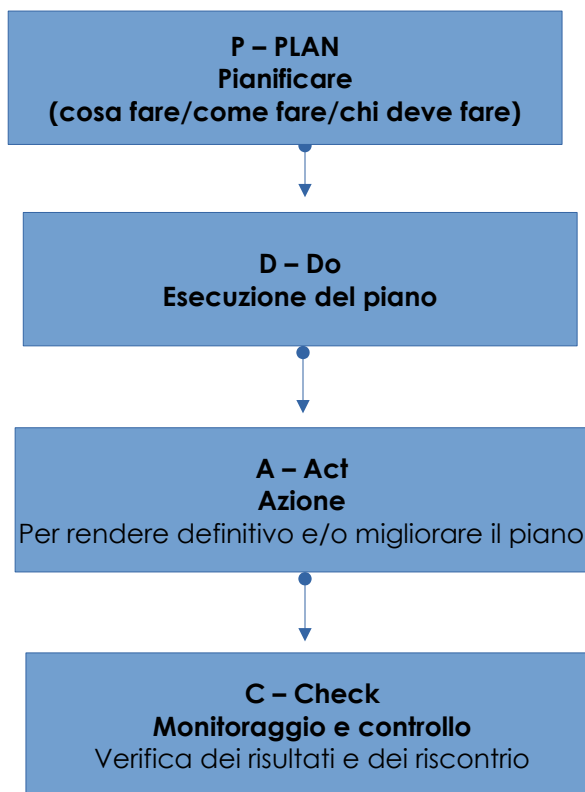 P – PLAN
Pianificare
(cosa fare/come fare/chi deve fare)
D – Do
Esecuzione del piano
A – Act
Azione
Per rendere definitivo e/o migliorare il piano
C – Check
Monitoraggio e controllo
Verifica dei risultati e dei riscontrio